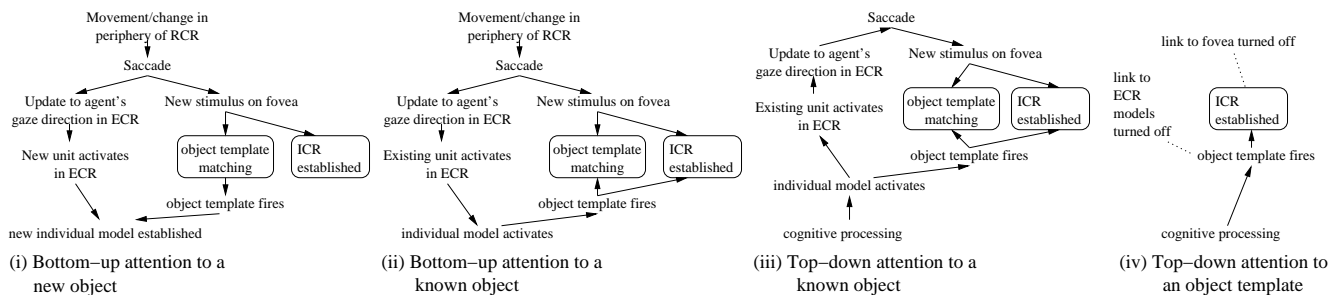 Movement/change in
periphery of RCR
Saccade
Update to agent's
gaze direction in ECR
New stimulus on fovea
New unit activates
in ECR
object template
matching
ICR
established
object template fires
new individual model established
(i) Bottom−up attention to a
new object
Movement/change in
periphery of RCR
Saccade
Update to agent's
gaze direction in ECR
New stimulus on fovea
Existing unit activates
in ECR
object template
matching
ICR
established
object template fires
individual model activates
(ii) Bottom−up attention to a
known object
Saccade
Update to agent's
gaze direction in ECR
New stimulus on fovea
Existing unit activates
in ECR
object template
matching
ICR
established
object template fires
individual model activates
cognitive processing
(iii) Top−down attention to a
known object
link to fovea turned off
link to
ECR
models
turned off
ICR
established
object template fires
cognitive processing
(iv) Top−down attention to
an object template